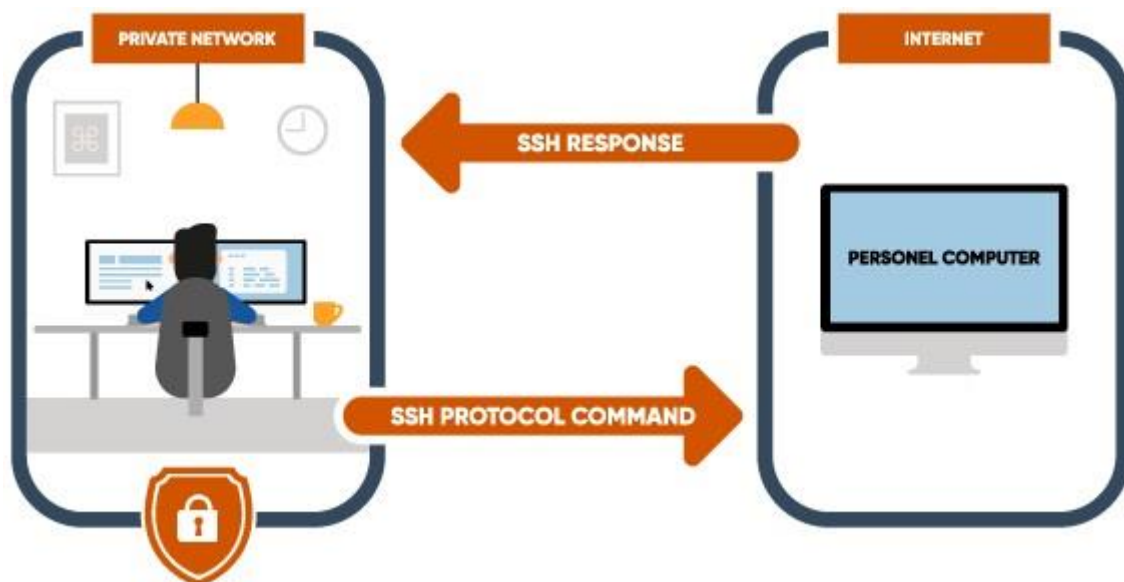 PRIVATE NETWORK
INTERNET
SSH RESPONSE
PERSONEL COMPUTER
SSH PROTOCOL COMMAND